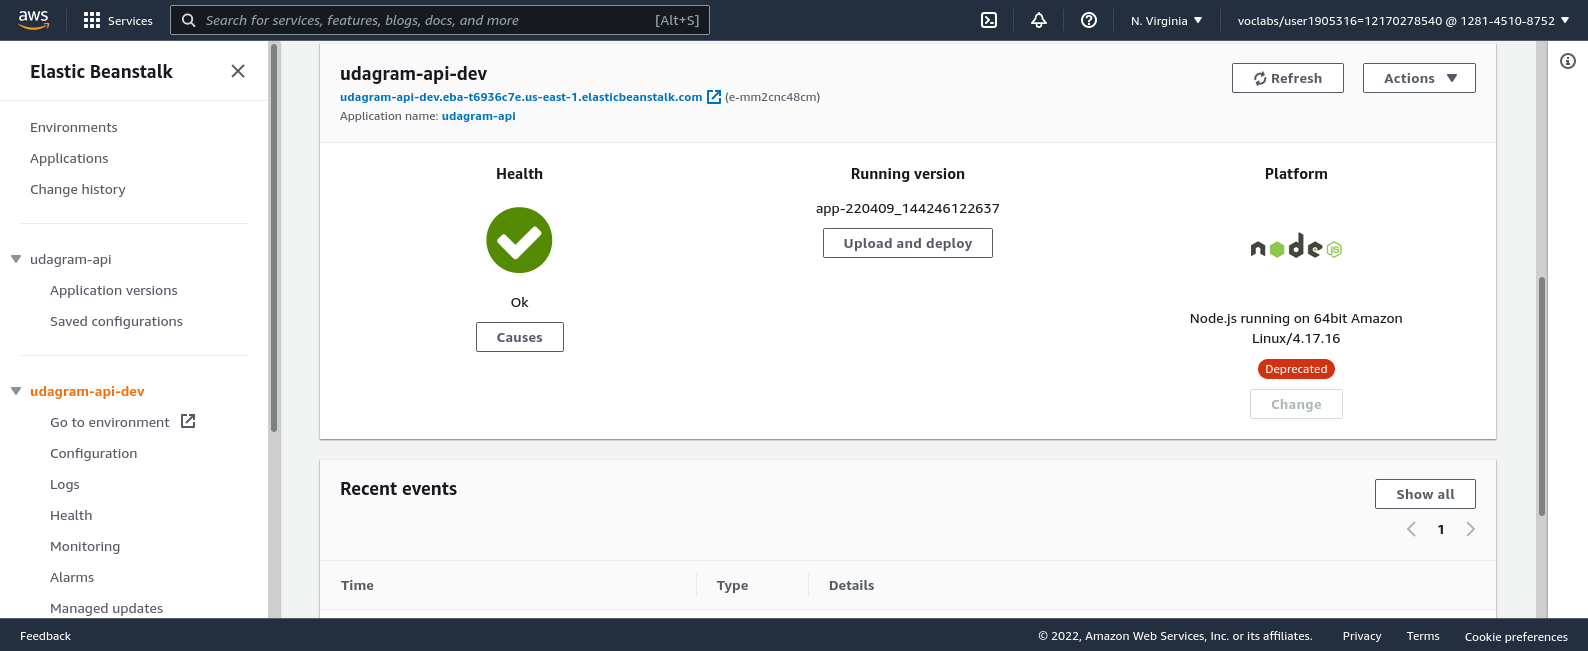 aws
Services
Search for services, features, blogs, docs, and more [Alt+S]
N. Virginia
voclabs/user1905316=12170278540 @ 1281-4510-8752
Elastic Beanstalk
Environments
Applications
Change history
udagram-api
Application versions
Saved configurations
udagram-api-dev
Go to environment
Configuration
Logs
Health
Monitoring
Alarms
Managed updates
udagram-api-dev
udagram-api-dev.eba-t6936c7e.us-east-1.elasticbeanstalk.com (e-mm2cnc48cm)
Application name: udagram-api
Refresh
Actions
Health
Ok
Causes
Running version
app-220409_144246122637
Upload and deploy
Platform
node JS
Node.js running on 64bit Amazon
Linux/4.17.16
Deprecated
Change
Recent events
Show all
1
Time
Type
Details
Feedback
© 2022, Amazon Web Services, Inc. or its affiliates.
Privacy
Terms
Cookie preferences